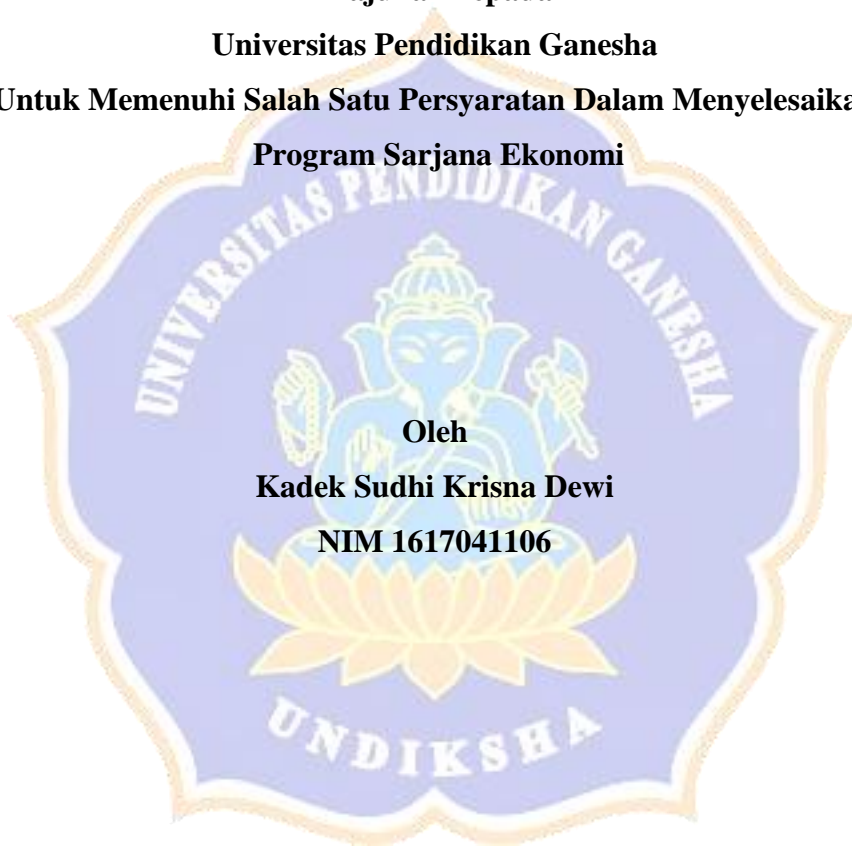 Universitas Pendidikan Ganesha
Untuk Memenuhi Salah Satu Persyaratan Dalam
Program Sarjana Ekonomi
UNIVERSITAS PENDIDIKAN GANESHA
Oleh
Kadek Sudhi Krisna Dewi
NIM 1617041106
UNDIKSHA